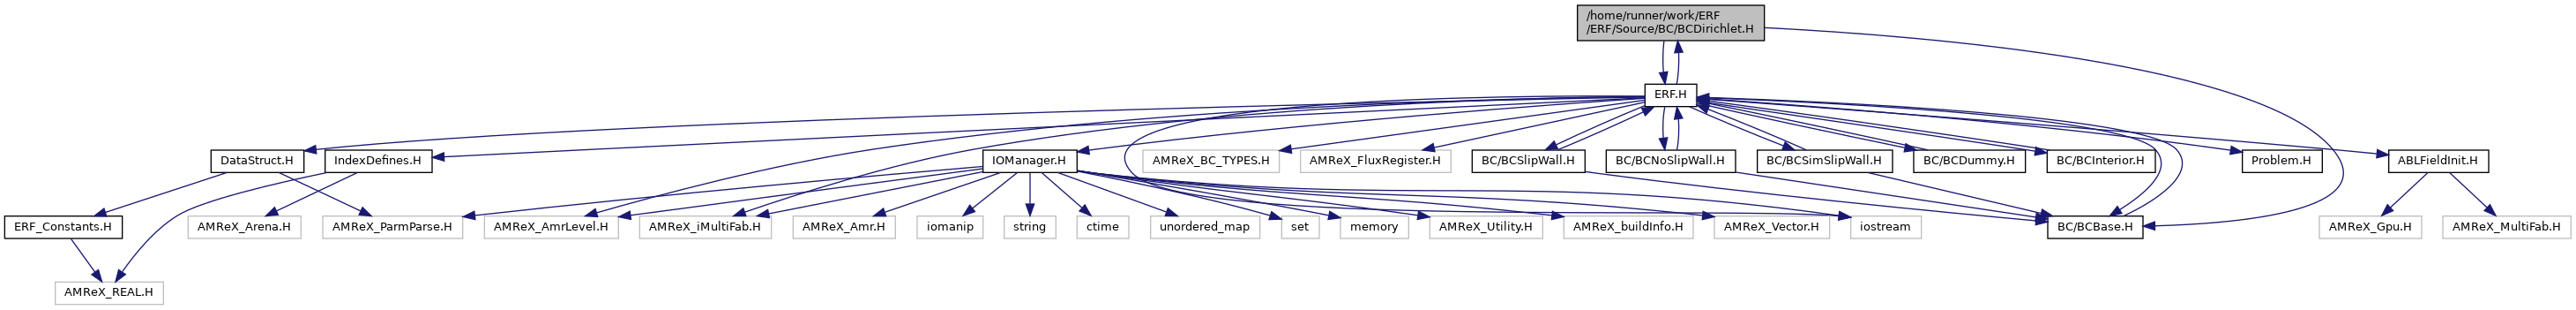 /home/runner/work/ERF
/ERF/Source/BC/BCDirichlet.H
ERF.H
DataStruct.H
IndexDefines.H
IOManager.H
AMReX_BC_TYPES.H
AMReX_FluxRegister.H
BC/BCSlipWall.H
BC/BCNoSlipWall.H
BC/BCSimSlipWall.H
BC/BCDummy.H
BC/BCInterior.H
Problem.H
ABLFieldInit.H
ERF_Constants.H
AMReX_Arena.H
AMReX_ParmParse.H
AMReX_AmrLevel.H
AMReX_iMultiFab.H
AMReX_Amr.H
iomanip
string
ctime
unordered_map
set
memory
AMReX_Utility.H
AMReX_buildInfo.H
AMReX_Vector.H
iostream
BC/BCBase.H
AMReX_Gpu.H
AMReX_MultiFab.H
AMReX_REAL.H